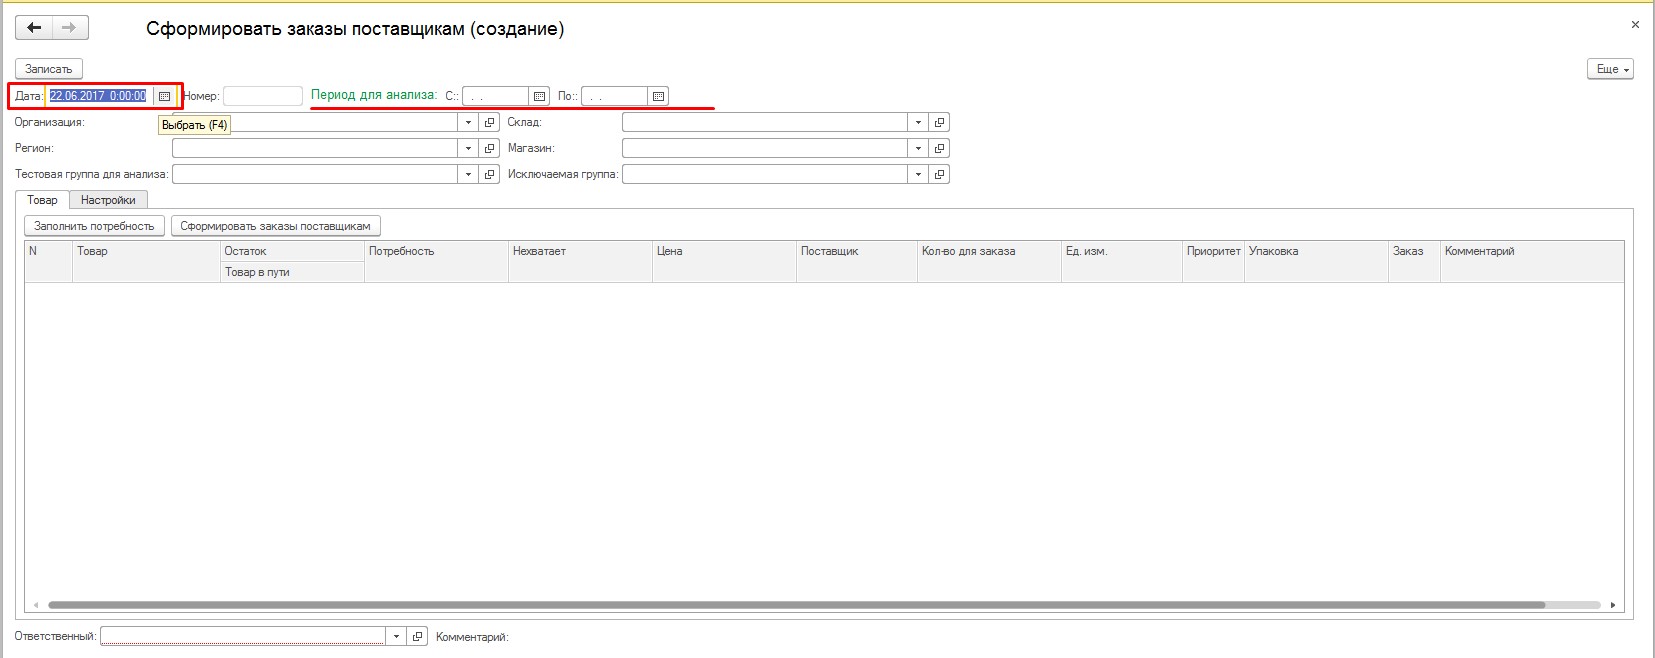 Сформировать заказы поставщикам (создание)
Записать
Еще
Дата: 22.06.2017 0:00:00 Номер: Период для анализа: С:: . . По:: . .
Организация: Выбрать (F4) Склад:
Регион: Магазин:
Тестовая группа для анализа: Исключаемая группа:
Товар Настройки
Заполнить потребность Сформировать заказы поставщикам
N Товар Остаток Потребность Нехватает Цена Поставщик Кол-во для заказа Ед. изм. Приоритет Упаковка Заказ Комментарий
Товар в пути
Ответственный: Комментарий: